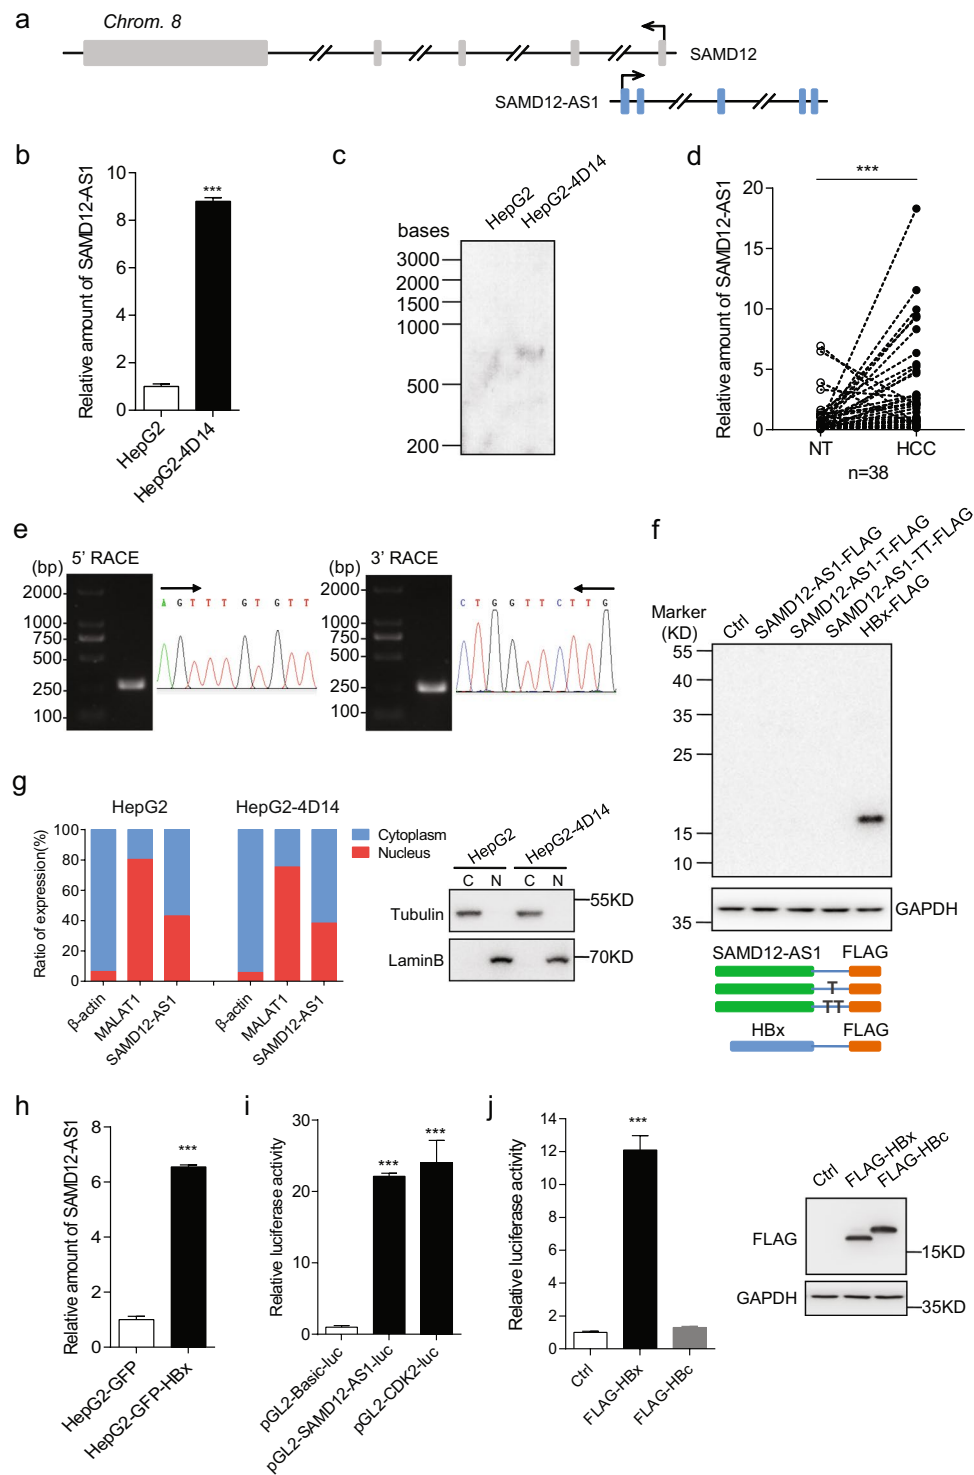 a
Chrom. 8
SAMD12
SAMD12-AS1
b
Relative amount of SAMD12-AS1
10
8
6
4
2
0
***
HepG2
HepG2-4D14
c
HepG2
HepG2-4D14
bases
3000
2000
1500
1000
500
200
d
Relative amount of SAMD12-AS1
***
20
15
10
5
0
NT
HCC
n=38
e
5' RACE
(bp)
2000
1000
750
500
250
100
A G T T T G T G T T
3' RACE
(bp)
2000
1000
750
500
250
100
C T G G T T C T T G
f
Marker
(KD)
Ctrl
SAMD12-AS1-FLAG
SAMD12-AS1-T-FLAG
SAMD12-AS1-TT-FLAG
HBx-FLAG
55
40
35
25
15
10
35
GAPDH
SAMD12-AS1 FLAG
T
TT
HBx FLAG
g
HepG2
HepG2-4D14
Ratio of expression(%)
100
80
60
40
20
0
β-actin
MALAT1
SAMD12-AS1
β-actin
MALAT1
SAMD12-AS1
Cytoplasm
Nucleus
HepG2
HepG2-4D14
C N C N
Tubulin
55KD
LaminB
70KD
h
Relative amount of SAMD12-AS1
8
6
4
2
0
***
HepG2-GFP
HepG2-GFP-HBx
i
Relative luciferase activity
30
20
10
0
***
***
pGL2-Basic-luc
pGL2-SAMD12-AS1-luc
pGL2-CDK2-luc
j
Relative luciferase activity
14
12
10
8
6
4
2
0
***
Ctrl
FLAG-HBx
FLAG-HBc
Ctrl
FLAG-HBx
FLAG-HBc
FLAG
15KD
GAPDH
35KD